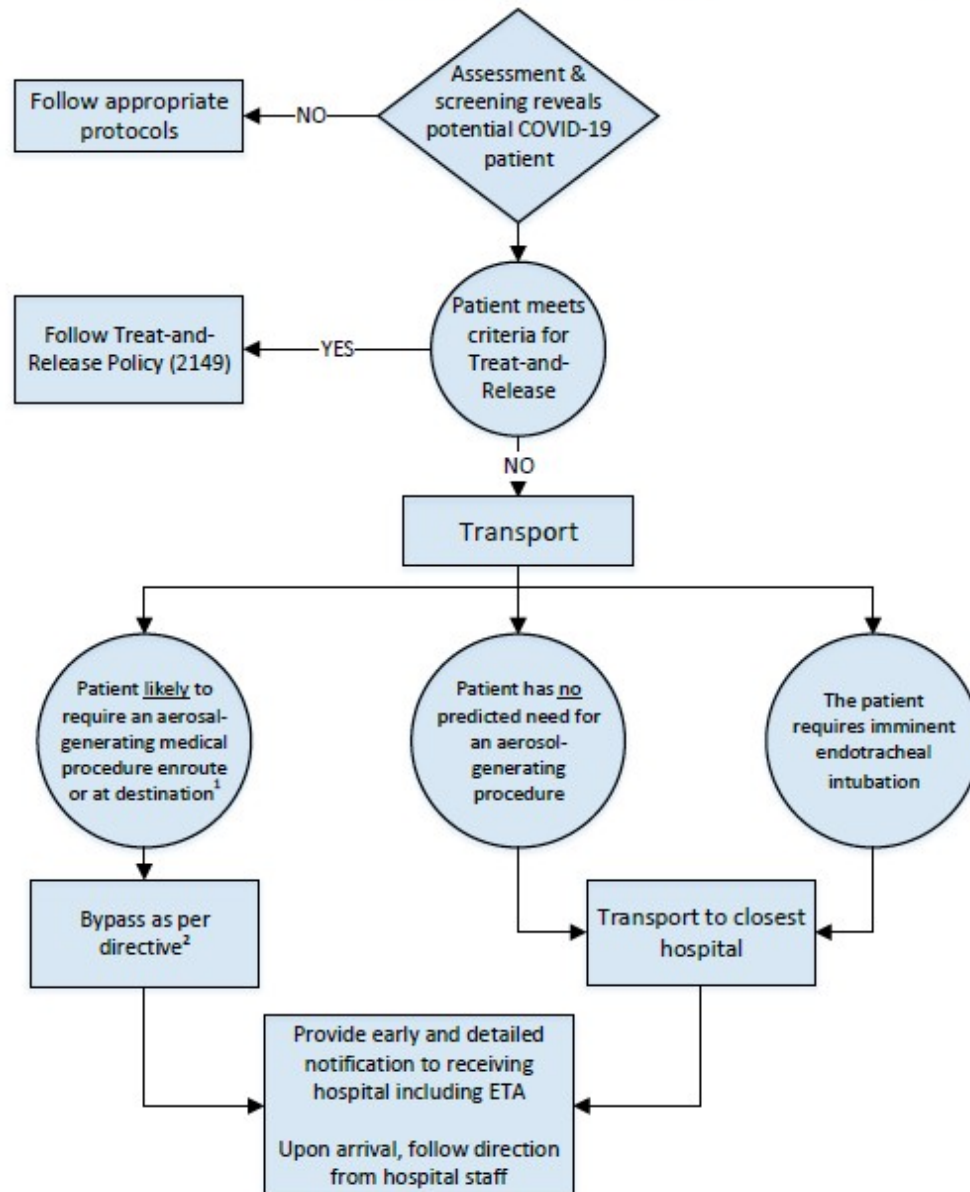 Assessment &
screening reveals
potential COVID-19
patient
NO
Follow appropriate
protocols
Patient meets
criteria for
Treat-and-
Release
YES
Follow Treat-and-
Release Policy (2149)
NO
Transport
Patient likely to
require an aerosal-
generating medical
procedure enroute
or at destination¹
Patient has no
predicted need for
an aerosol-
generating
procedure
The patient
requires imminent
endotracheal
intubation
Bypass as per
directive²
Transport to closest
hospital
Provide early and detailed
notification to receiving
hospital including ETA
Upon arrival, follow direction
from hospital staff